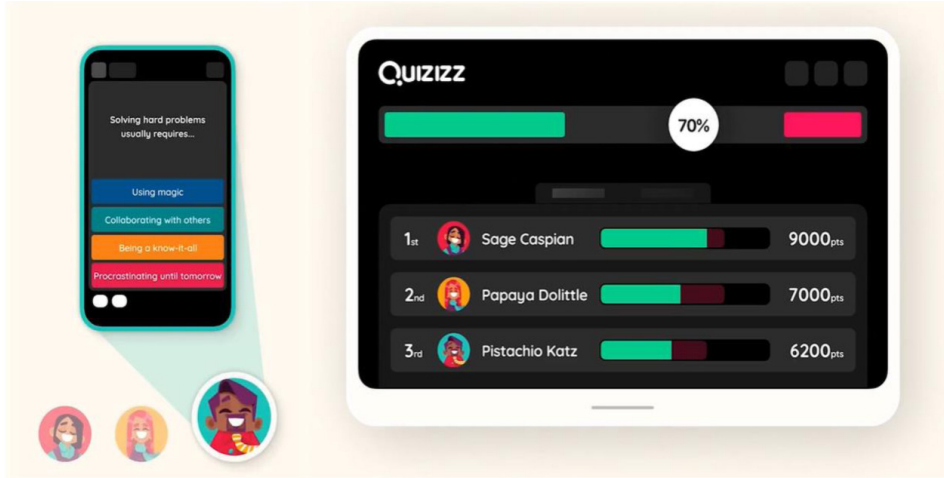 Solving hard problems
usually requires...
Using magic
Collaborating with others
Being a know-it-all
Procrastinating until tomorrow
Quizizz
70%
1st Sage Caspian 9000pts
2nd Papaya Dolittle 7000pts
3rd Pistachio Katz 6200pts